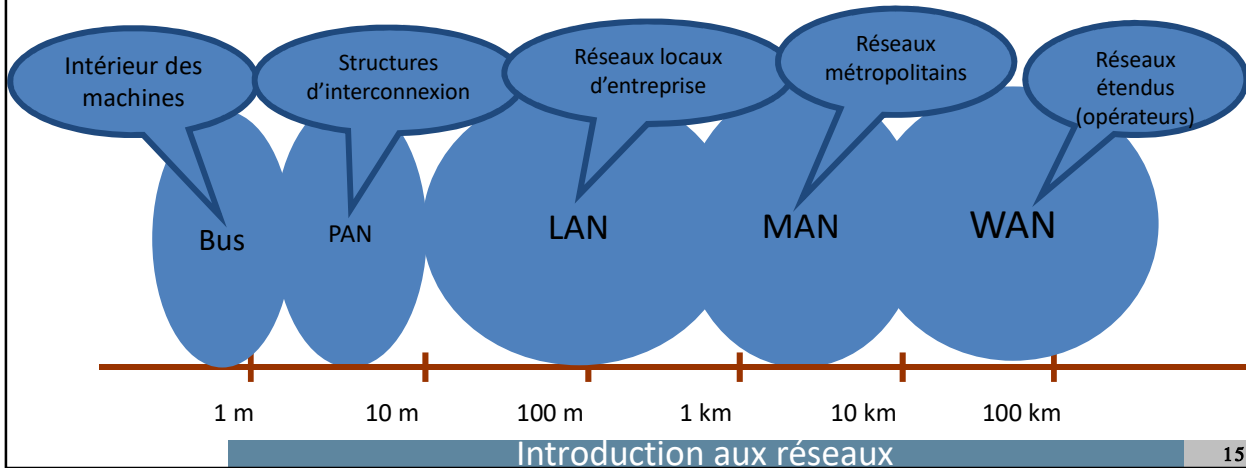 Intérieur des
machines
Structures
d'interconnexion
Réseaux locaux
d'entreprise
Réseaux
métropolitains
Réseaux
étendus
(opérateurs)
Bus
PAN
LAN
MAN
WAN
1 m
10 m
100 m
1 km
10 km
100 km
Introduction aux réseaux
15